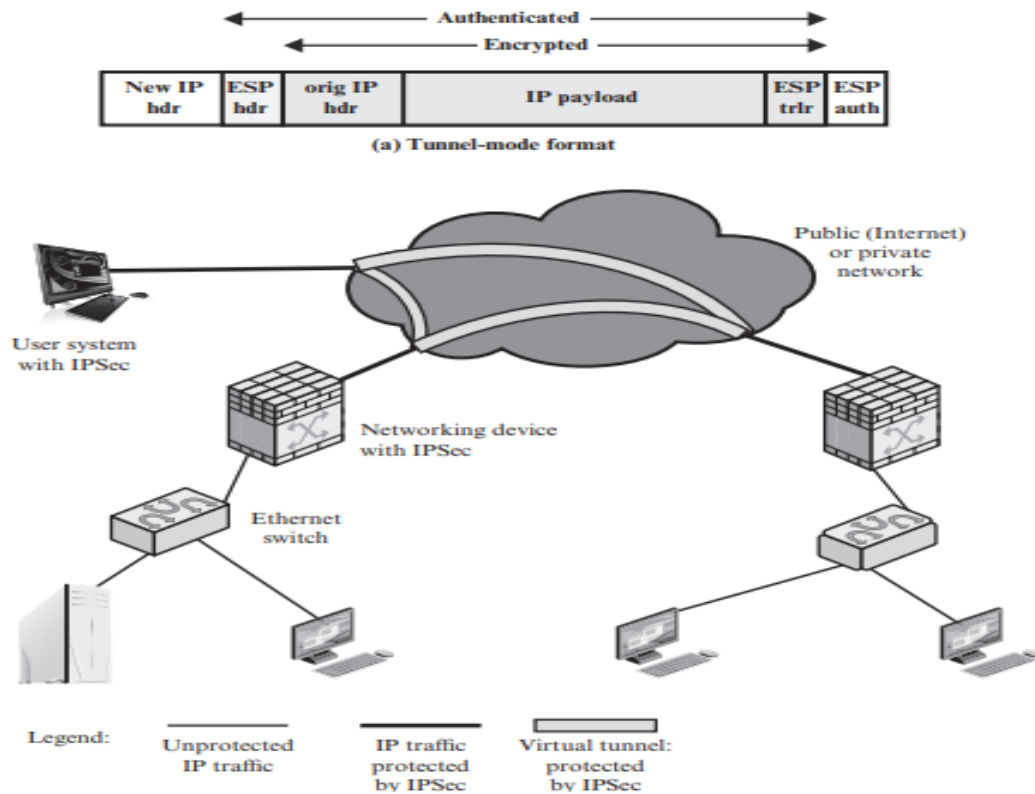 Authenticated
Encrypted
New IP hdr
ESP hdr
orig IP hdr
IP payload
ESP trlr
ESP auth
(a) Tunnel-mode format
Public (Internet)
or private
network
User system
with IPSec
Networking device
with IPSec
Ethernet
switch
Legend:
Unprotected
IP traffic
IP traffic
protected
by IPSec
Virtual tunnel:
protected
by IPSec